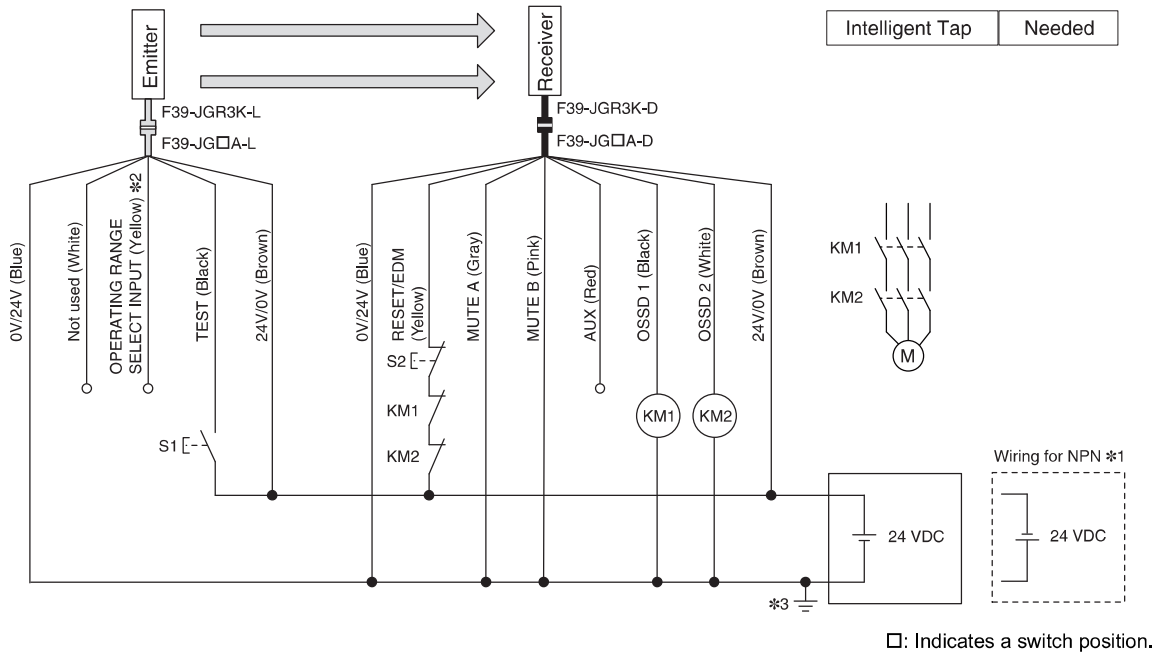 Emitter
Receiver
Intelligent Tap
Needed
F39-JGR3K-L
F39-JG□A-L
F39-JGR3K-D
F39-JG□A-D
0V/24V (Blue)
Not used (White)
OPERATING RANGE
SELECT INPUT (Yellow) ✻2
TEST (Black)
24V/0V (Brown)
0V/24V (Blue)
RESET/EDM
(Yellow)
MUTE A (Gray)
MUTE B (Pink)
AUX (Red)
OSSD 1 (Black)
OSSD 2 (White)
24V/0V (Brown)
KM1
KM2
M
S2
KM1
KM2
KM1
KM2
S1
Wiring for NPN ✻1
24 VDC
24 VDC
✻3
□: Indicates a switch position.